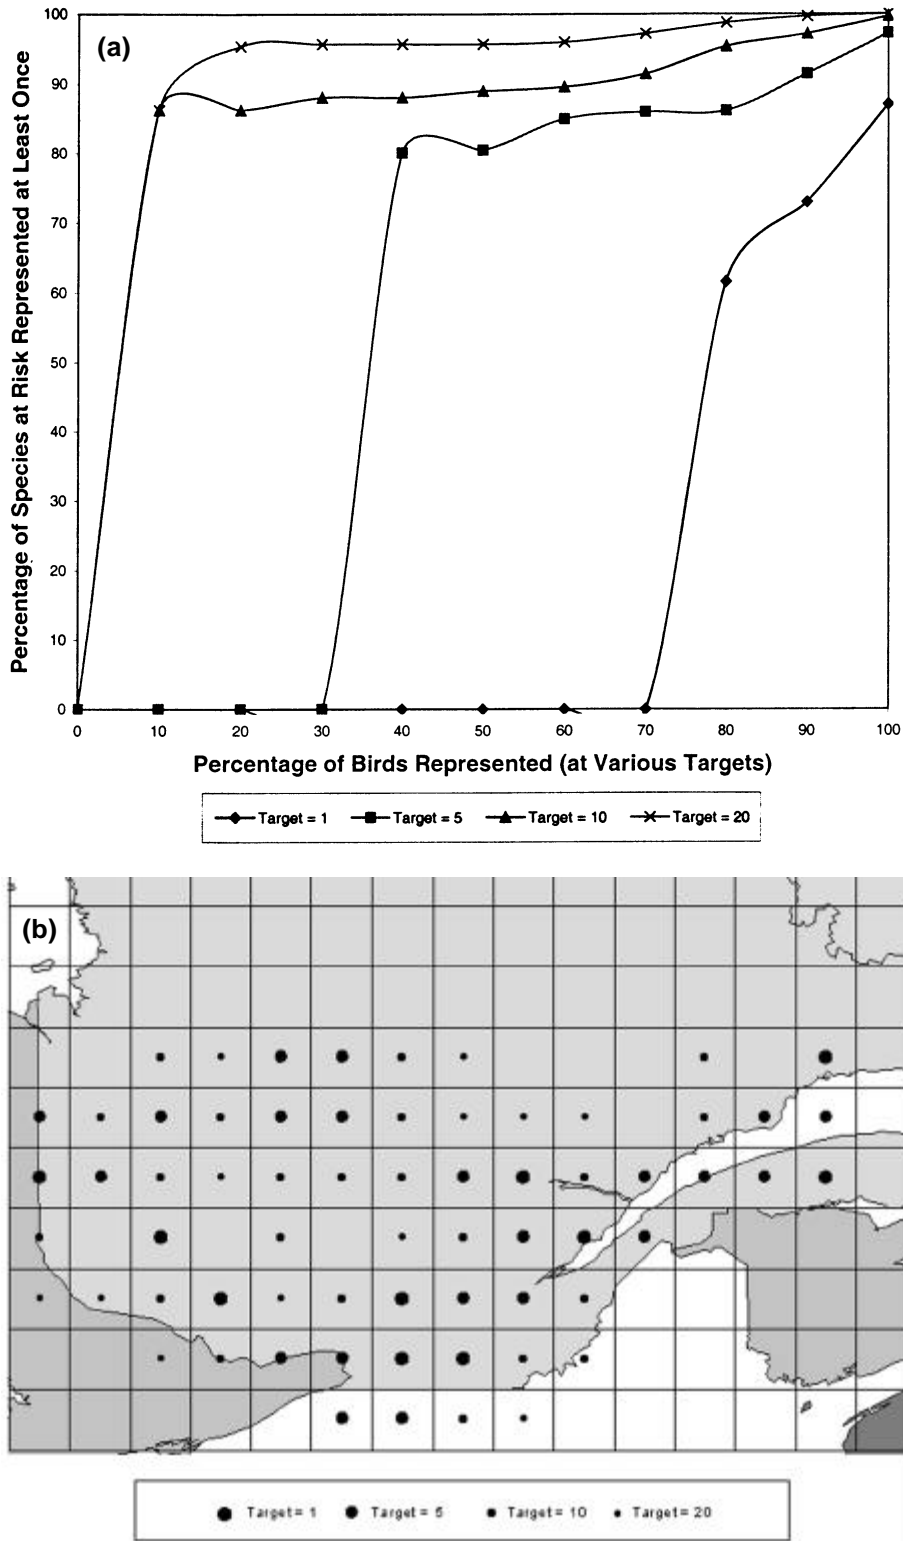 (a)
Percentage of Species at Risk Represented at Least Once
100
90
80
70
60
50
40
30
20
10
0
0 10 20 30 40 50 60 70 80 90 100
Percentage of Birds Represented (at Various Targets)
Target = 1 Target = 5 Target = 10 Target = 20
(b)
Target = 1 Target = 5 Target = 10 Target = 20